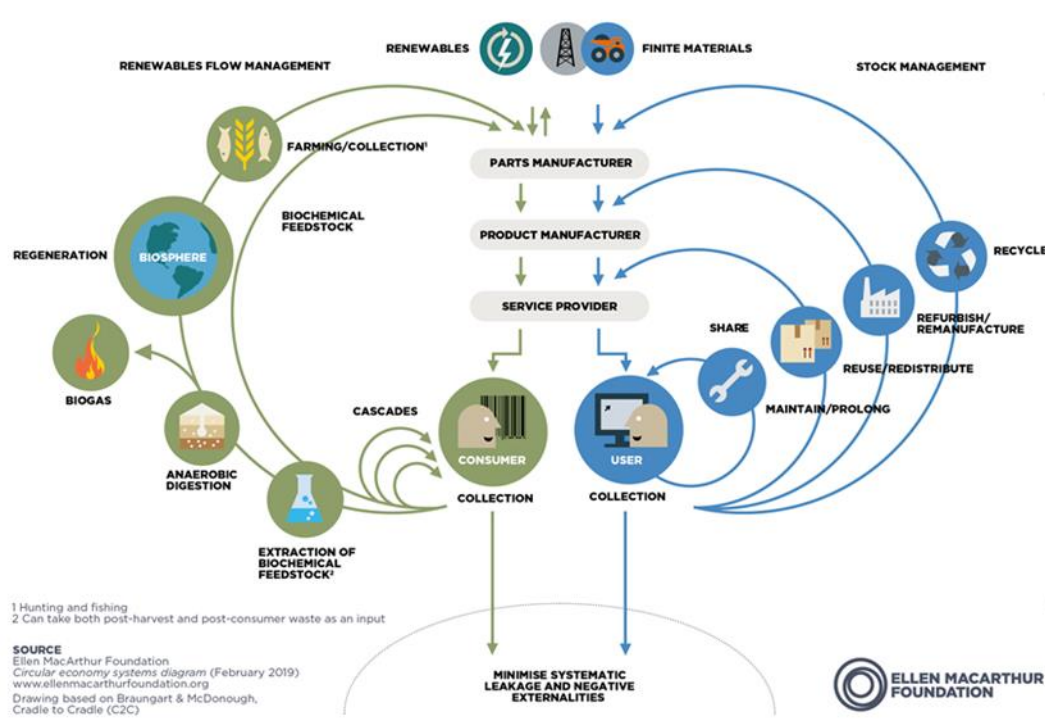 RENEWABLES
FINITE MATERIALS
RENEWABLES FLOW MANAGEMENT
STOCK MANAGEMENT
FARMING/COLLECTION¹
PARTS MANUFACTURER
BIOCHEMICAL
FEEDSTOCK
PRODUCT MANUFACTURER
REGENERATION
BIOSPHERE
RECYCLE
SERVICE PROVIDER
SHARE
REFURBISH/
REMANUFACTURE
REUSE/REDISTRIBUTE
BIOGAS
CASCADES
MAINTAIN/PROLONG
CONSUMER
USER
ANAEROBIC
DIGESTION
COLLECTION
COLLECTION
EXTRACTION OF
BIOCHEMICAL
FEEDSTOCK²
1 Hunting and fishing
2 Can take both post-harvest and post-consumer waste as an input
SOURCE
Ellen MacArthur Foundation
Circular economy systems diagram (February 2019)
www.ellenmacarthurfoundation.org
Drawing based on Braungart & McDonough,
Cradle to Cradle (C2C)
MINIMISE SYSTEMATIC
LEAKAGE AND NEGATIVE
EXTERNALITIES
ELLEN MACARTHUR
FOUNDATION